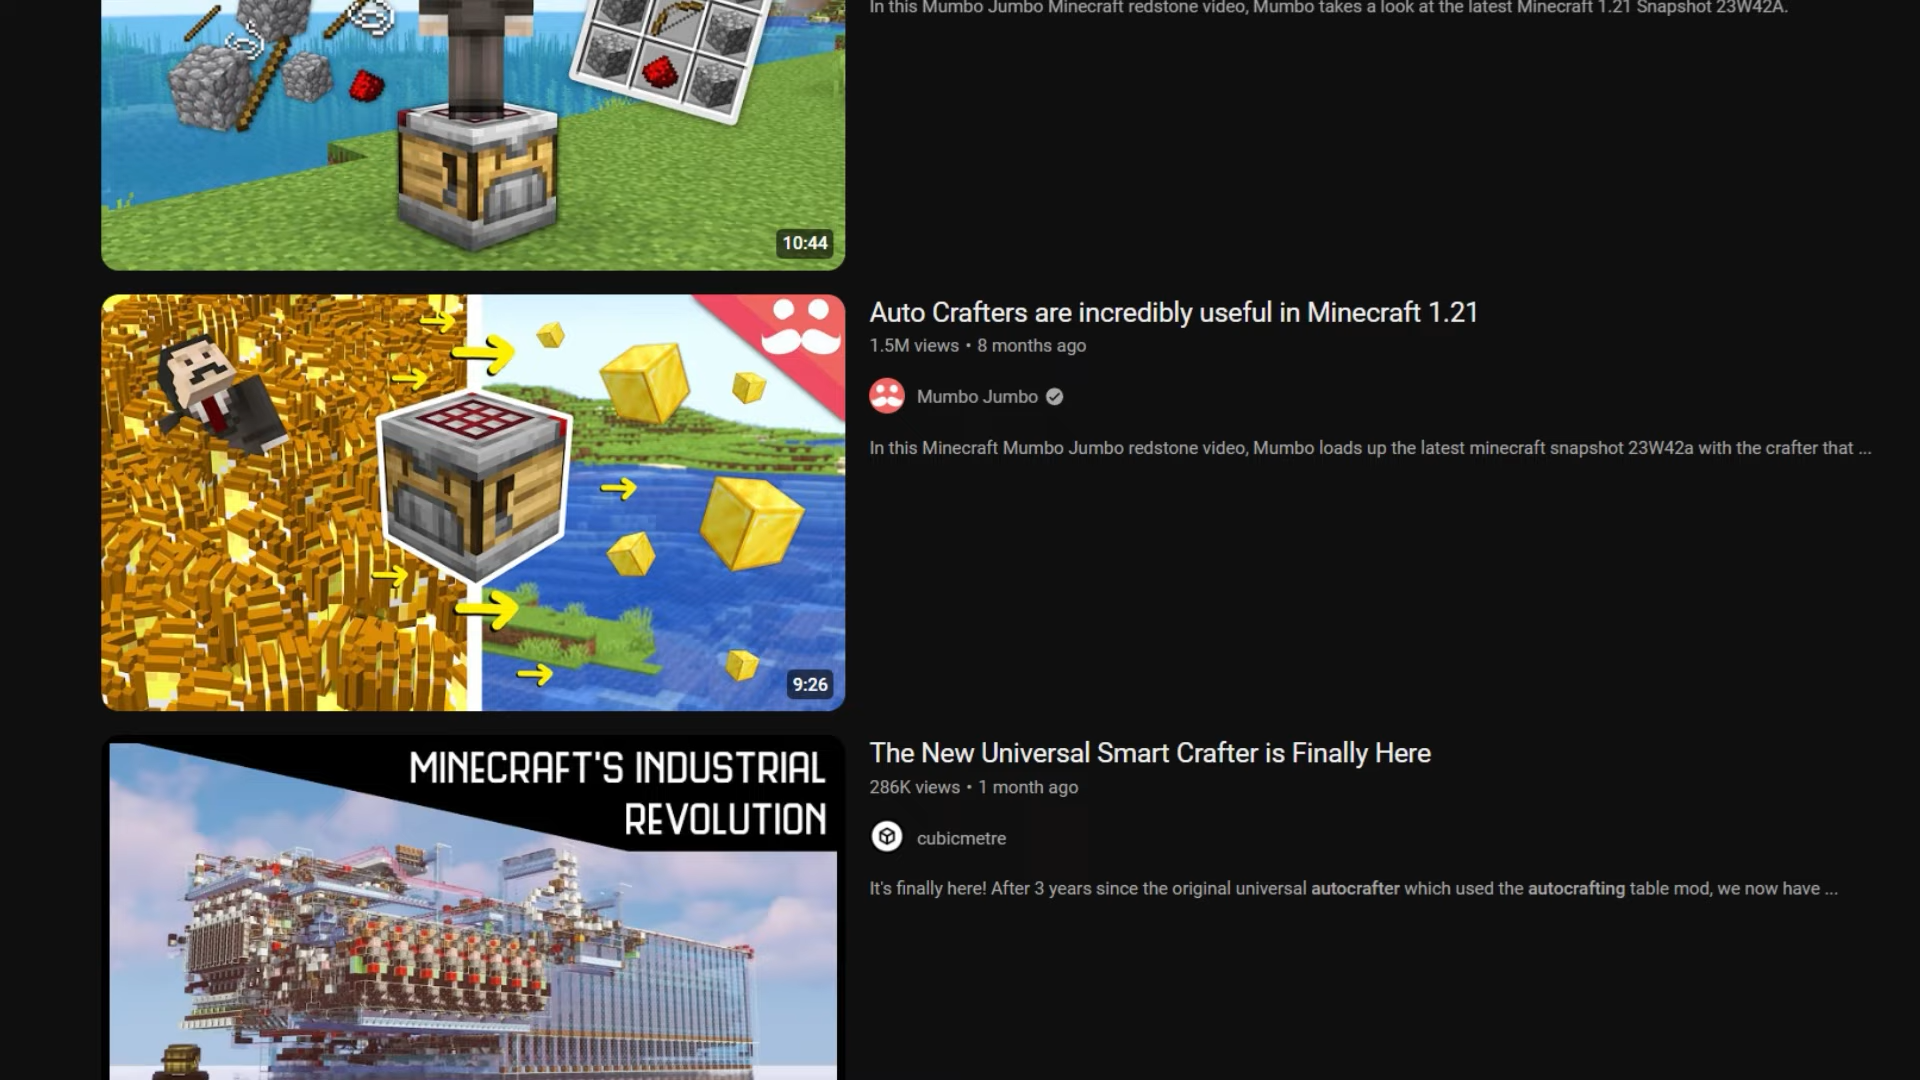 In this Mumbo Jumbo Minecraft redstone video, Mumbo takes a look at the latest Minecraft 1.21 Snapshot 23W42A.
10:44
Auto Crafters are incredibly useful in Minecraft 1.21
1.5M views • 8 months ago
Mumbo Jumbo
In this Minecraft Mumbo Jumbo redstone video, Mumbo loads up the latest minecraft snapshot 23W42a with the crafter that ...
9:26
MINECRAFT'S INDUSTRIAL
REVOLUTION
The New Universal Smart Crafter is Finally Here
286K views • 1 month ago
cubicmetre
It's finally here! After 3 years since the original universal autocrafter which used the autocrafting table mod, we now have ...